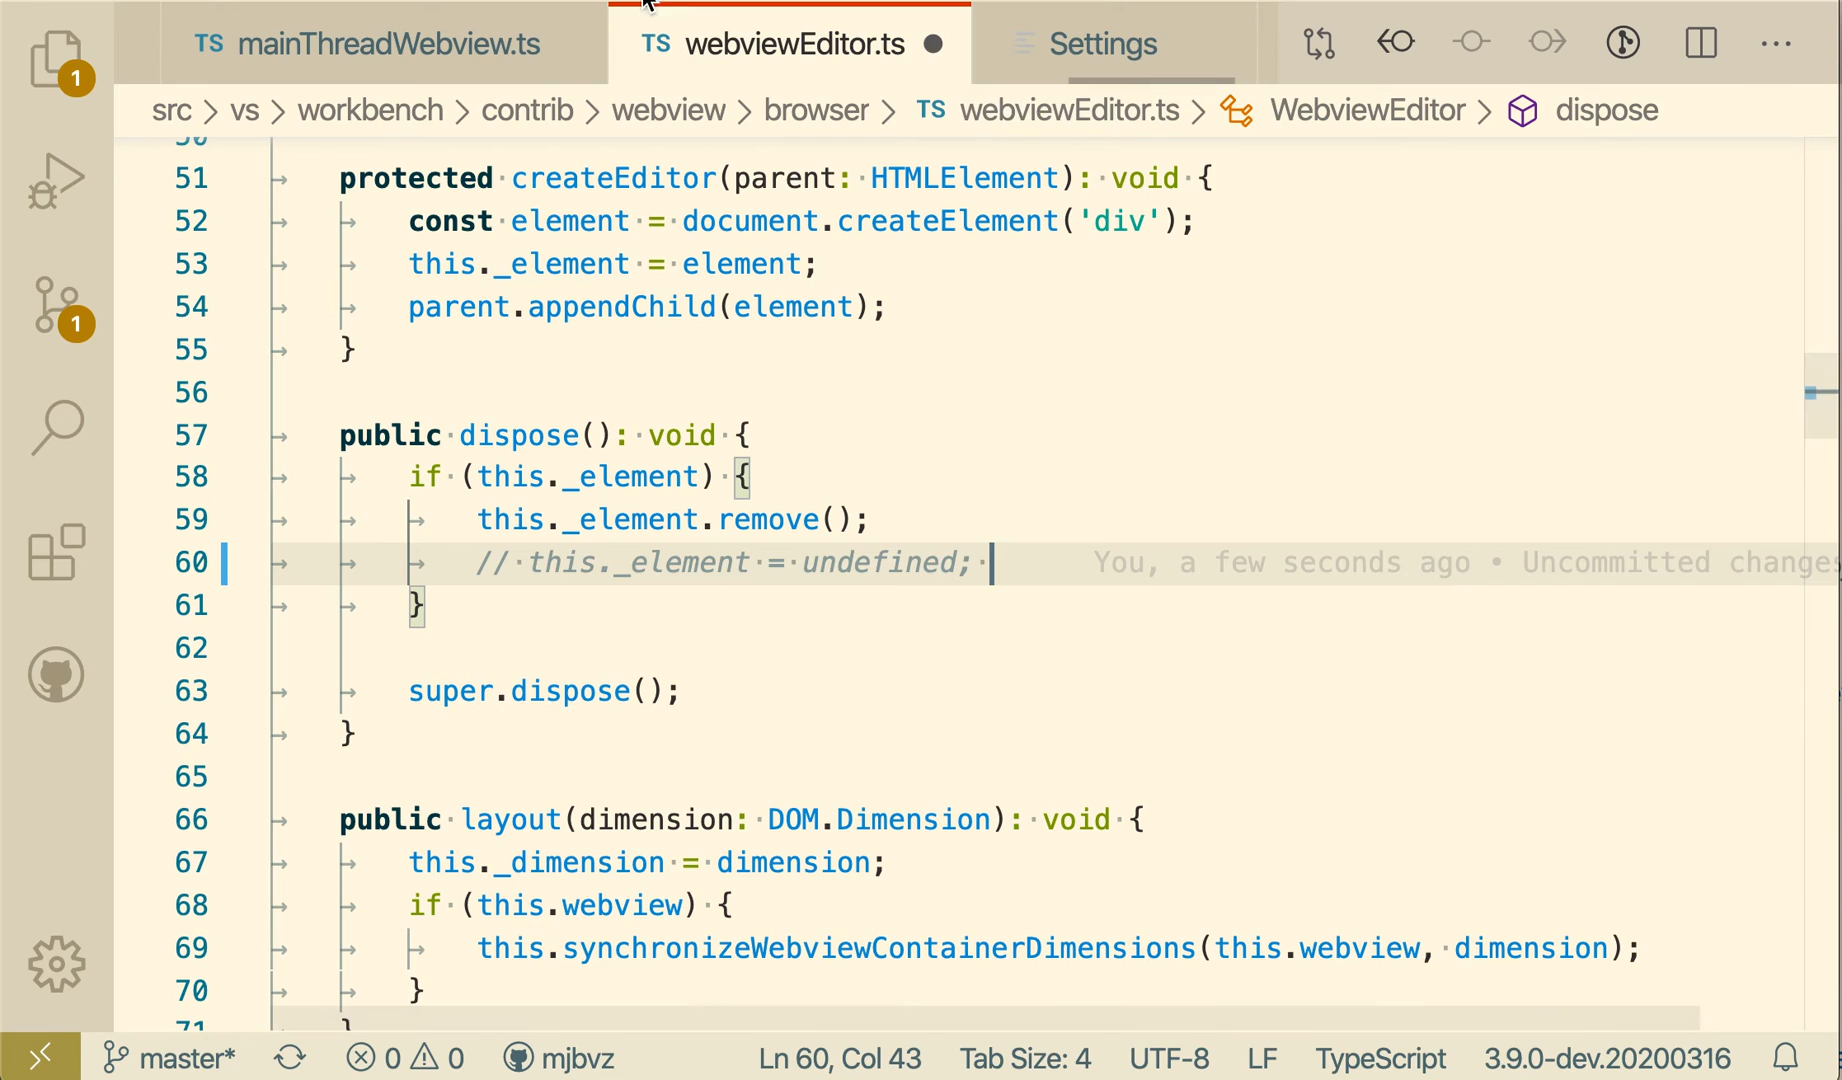 TS mainThreadWebview.ts TS webviewEditor.ts Settings
src > vs > workbench > contrib > webview > browser > TS webviewEditor.ts > WebviewEditor > dispose
50
51 protected createEditor(parent: HTMLElement): void {
52 const element = document.createElement('div');
53 this._element = element;
54 parent.appendChild(element);
55 }
56
57 public dispose(): void {
58 if (this._element) {
59 this._element.remove();
60 // this._element = undefined; You, a few seconds ago • Uncommitted changes
61 }
62
63 super.dispose();
64 }
65
66 public layout(dimension: DOM.Dimension): void {
67 this._dimension = dimension;
68 if (this.webview) {
69 this.synchronizeWebviewContainerDimensions(this.webview, dimension);
70 }
71 }
1
1
master* 0 0 mjbvz Ln 60, Col 43 Tab Size: 4 UTF-8 LF TypeScript 3.9.0-dev.20200316